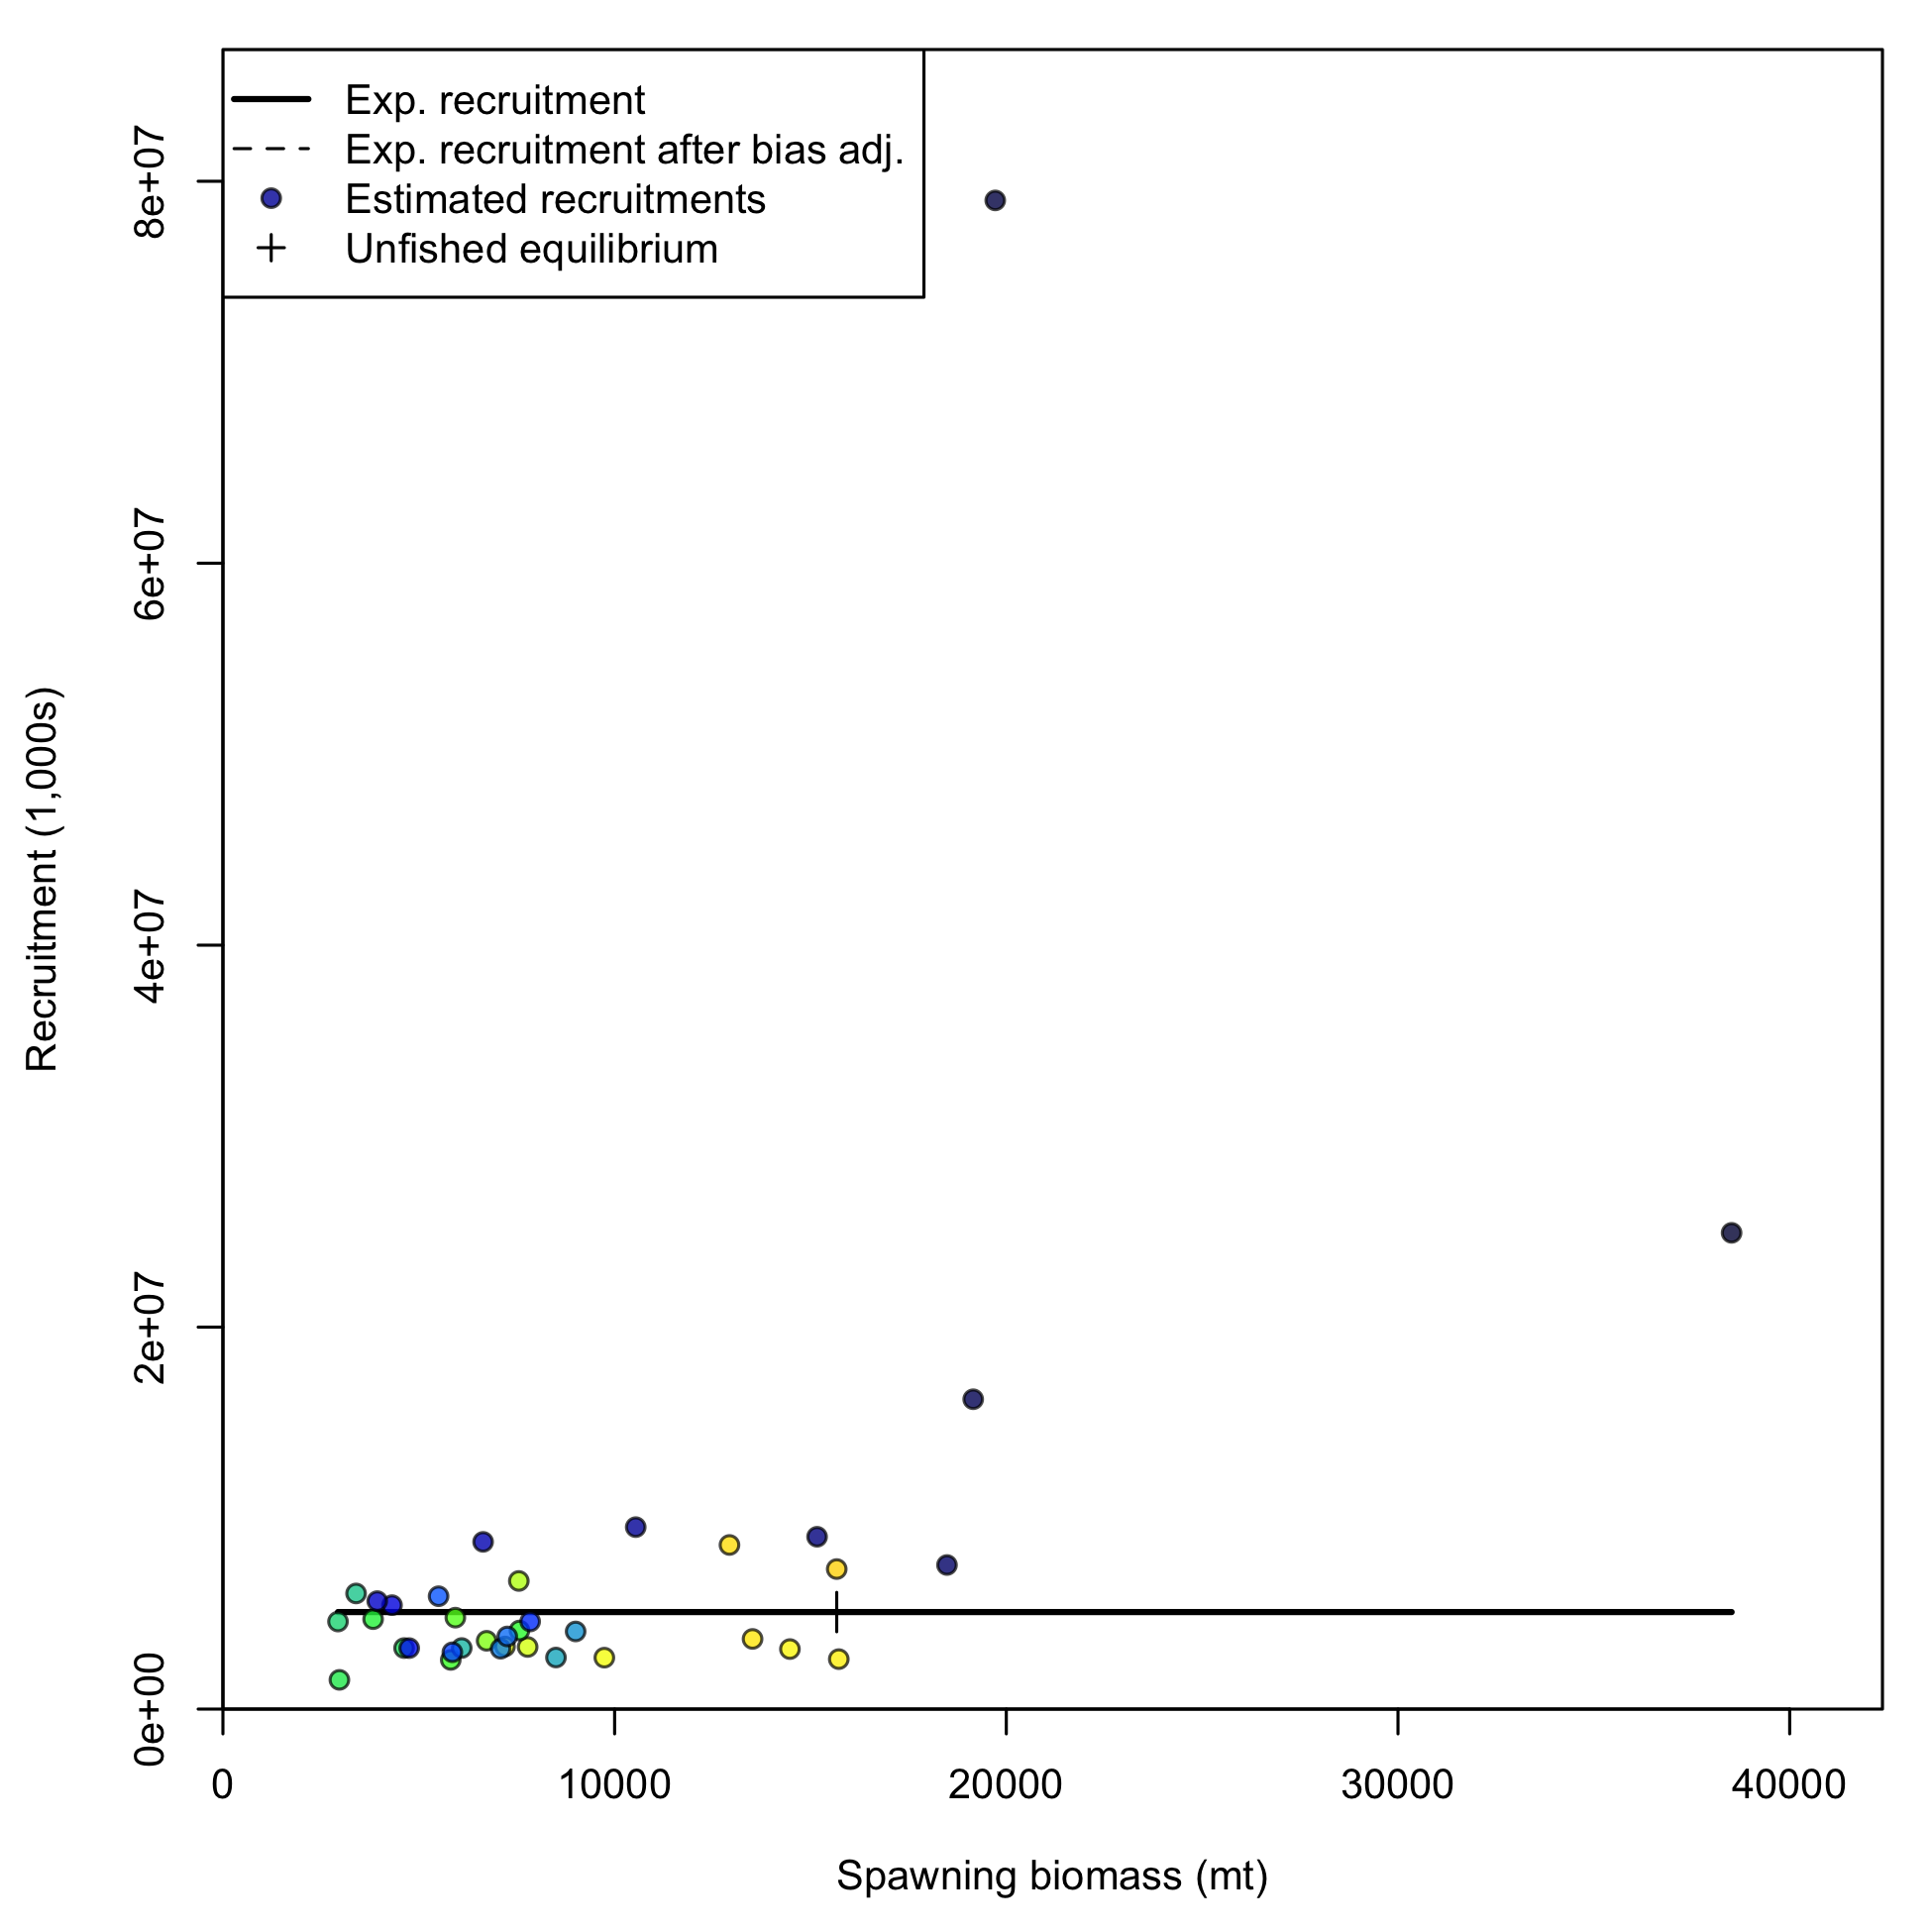 Exp. recruitment
Exp. recruitment after bias adj.
Estimated recruitments
Unfished equilibrium
8e+07
6e+07
4e+07
2e+07
0e+00
Recruitment (1,000s)
0 10000 20000 30000 40000
Spawning biomass (mt)